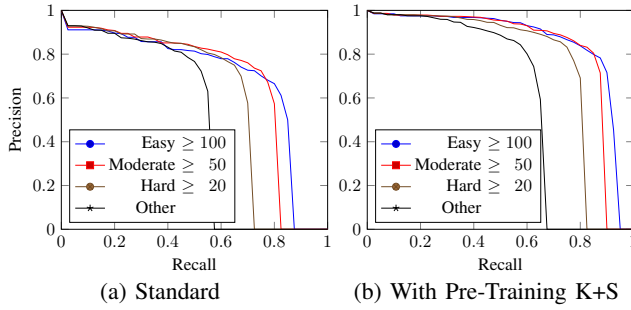 1
0.8
0.6
0.4
0.2
0
Precision
Easy ≥ 100
Moderate ≥ 50
Hard ≥ 20
Other
0 0.2 0.4 0.6 0.8 1
Recall
(a) Standard
1
0.8
0.6
0.4
0.2
0
Easy ≥ 100
Moderate ≥ 50
Hard ≥ 20
Other
0 0.2 0.4 0.6 0.8 1
Recall
(b) With Pre-Training K+S